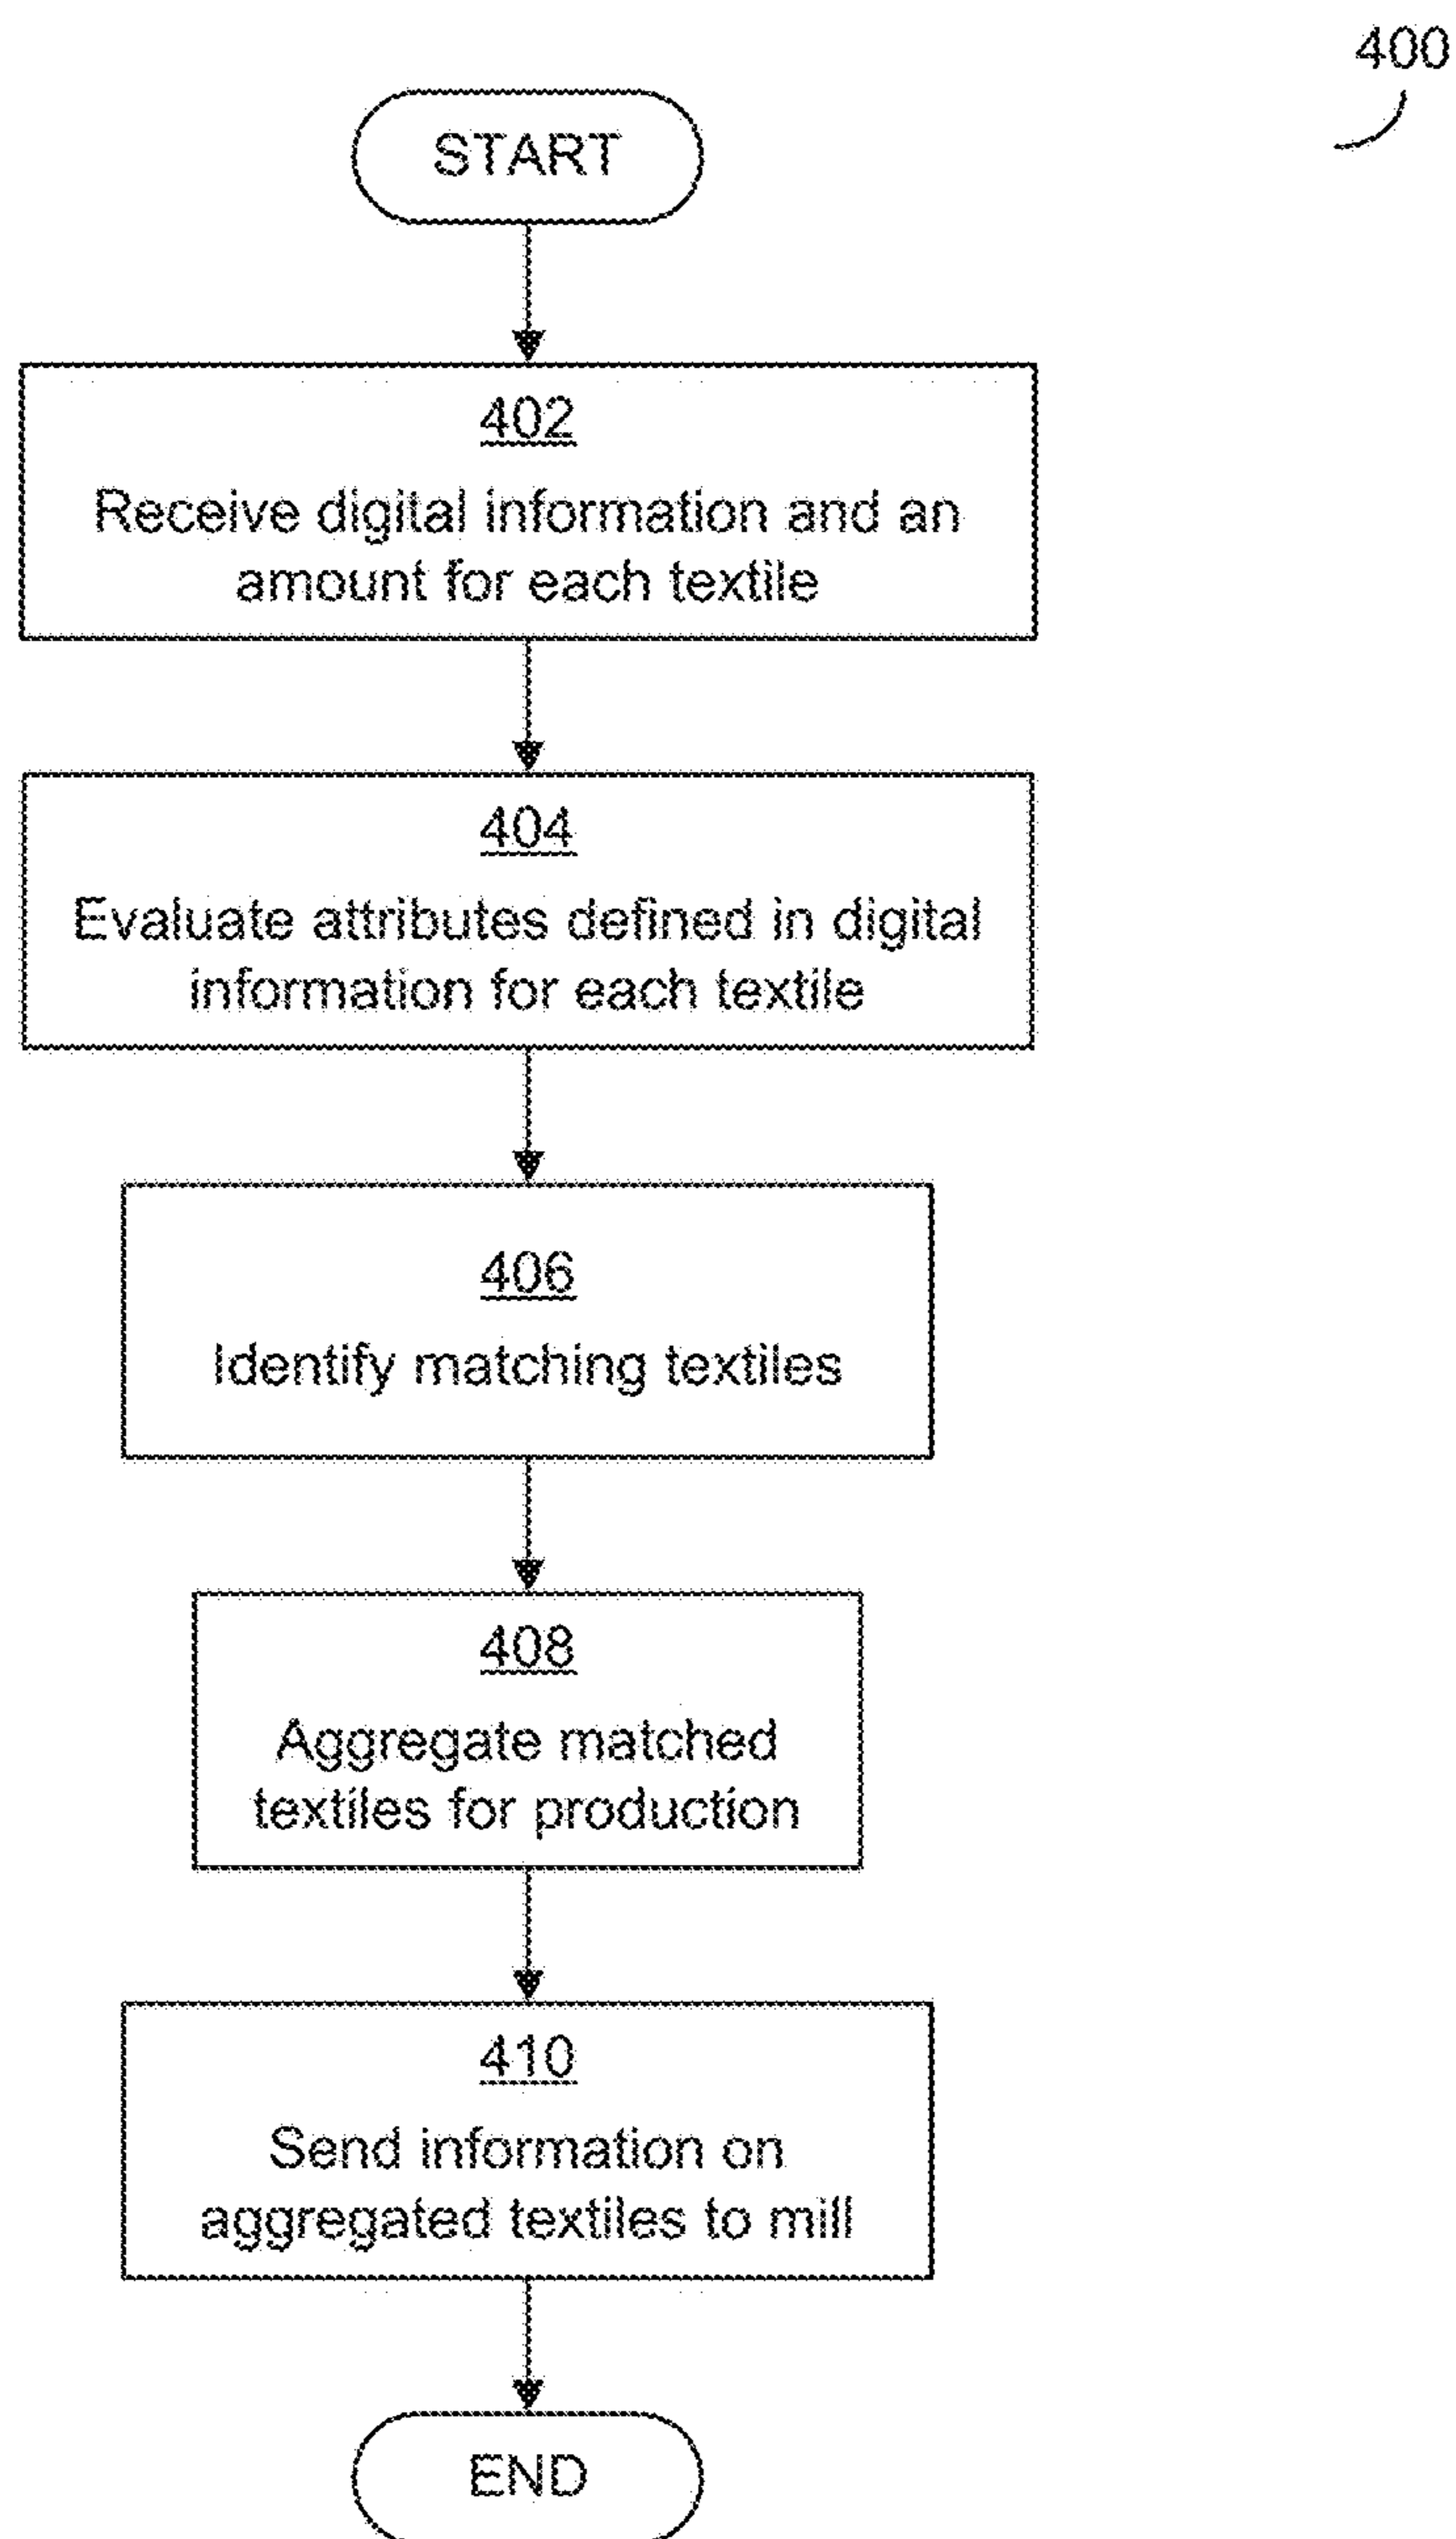 400
START
402
Receive digital information and an
amount for each textile
404
Evaluate attributes defined in digital
information for each textile
406
Identify matching textiles
408
Aggregate matched
textiles for production
410
Send information on
aggregated textiles to mill
END